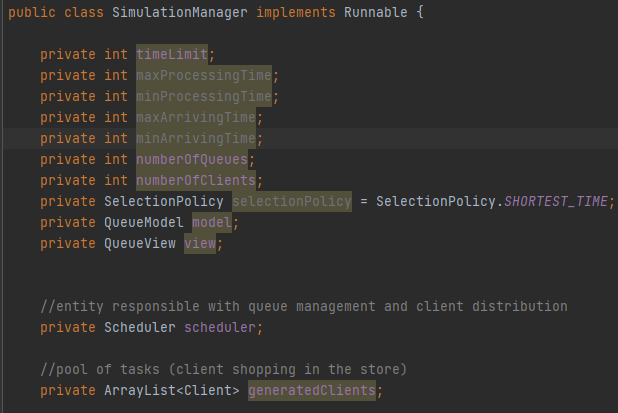 public class SimulationManager implements Runnable {
private int timeLimit;
private int maxProcessingTime;
private int minProcessingTime;
private int maxArrivingTime;
private int minArrivingTime;
private int numberOfQueues;
private int numberOfClients;
private SelectionPolicy selectionPolicy = SelectionPolicy.SHORTEST_TIME;
private QueueModel model;
private QueueView view;
//entity responsible with queue management and client distribution
private Scheduler scheduler;
//pool of tasks (client shopping in the store)
private ArrayList<Client> generatedClients;